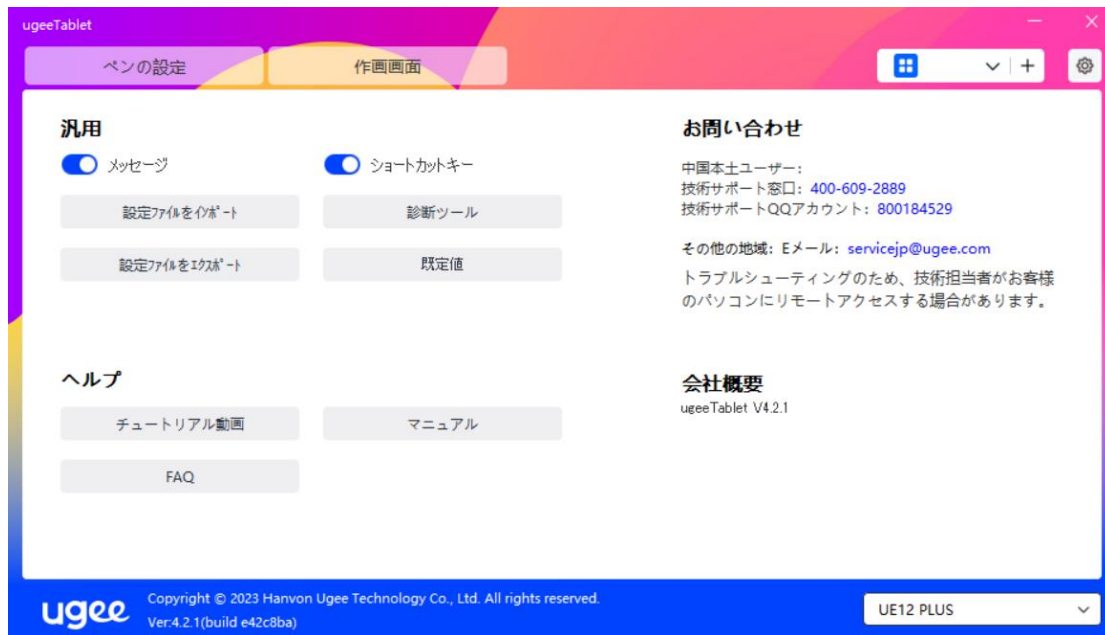 ugeeTablet
ペンの設定
作画画面
汎用
メッセージ
ショートカットキー
設定ファイルをインポート
診断ツール
設定ファイルをエクスポート
既定値
お問い合わせ
中国本土ユーザー:
技術サポート窓口: 400-609-2889
技術サポートQQアカウント: 800184529
その他の地域: Eメール: servicejp@ugee.com
トラブルシューティングのため、技術担当者がお客様
のパソコンにリモートアクセスする場合があります。
ヘルプ
チュートリアル動画
マニュアル
FAQ
会社概要
ugeeTablet V4.2.1
ugee
Copyright © 2023 Hanvon Ugee Technology Co., Ltd. All rights reserved.
Ver:4.2.1(build e42c8ba)
UE12 PLUS